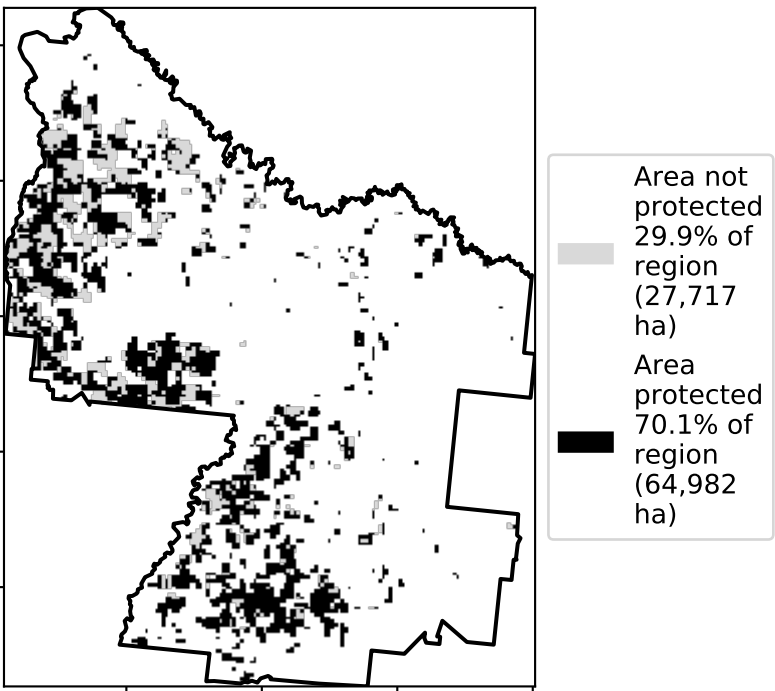 Area not
protected
29.9% of
region
(27,717
ha)
Area
protected
70.1% of
region
(64,982
ha)